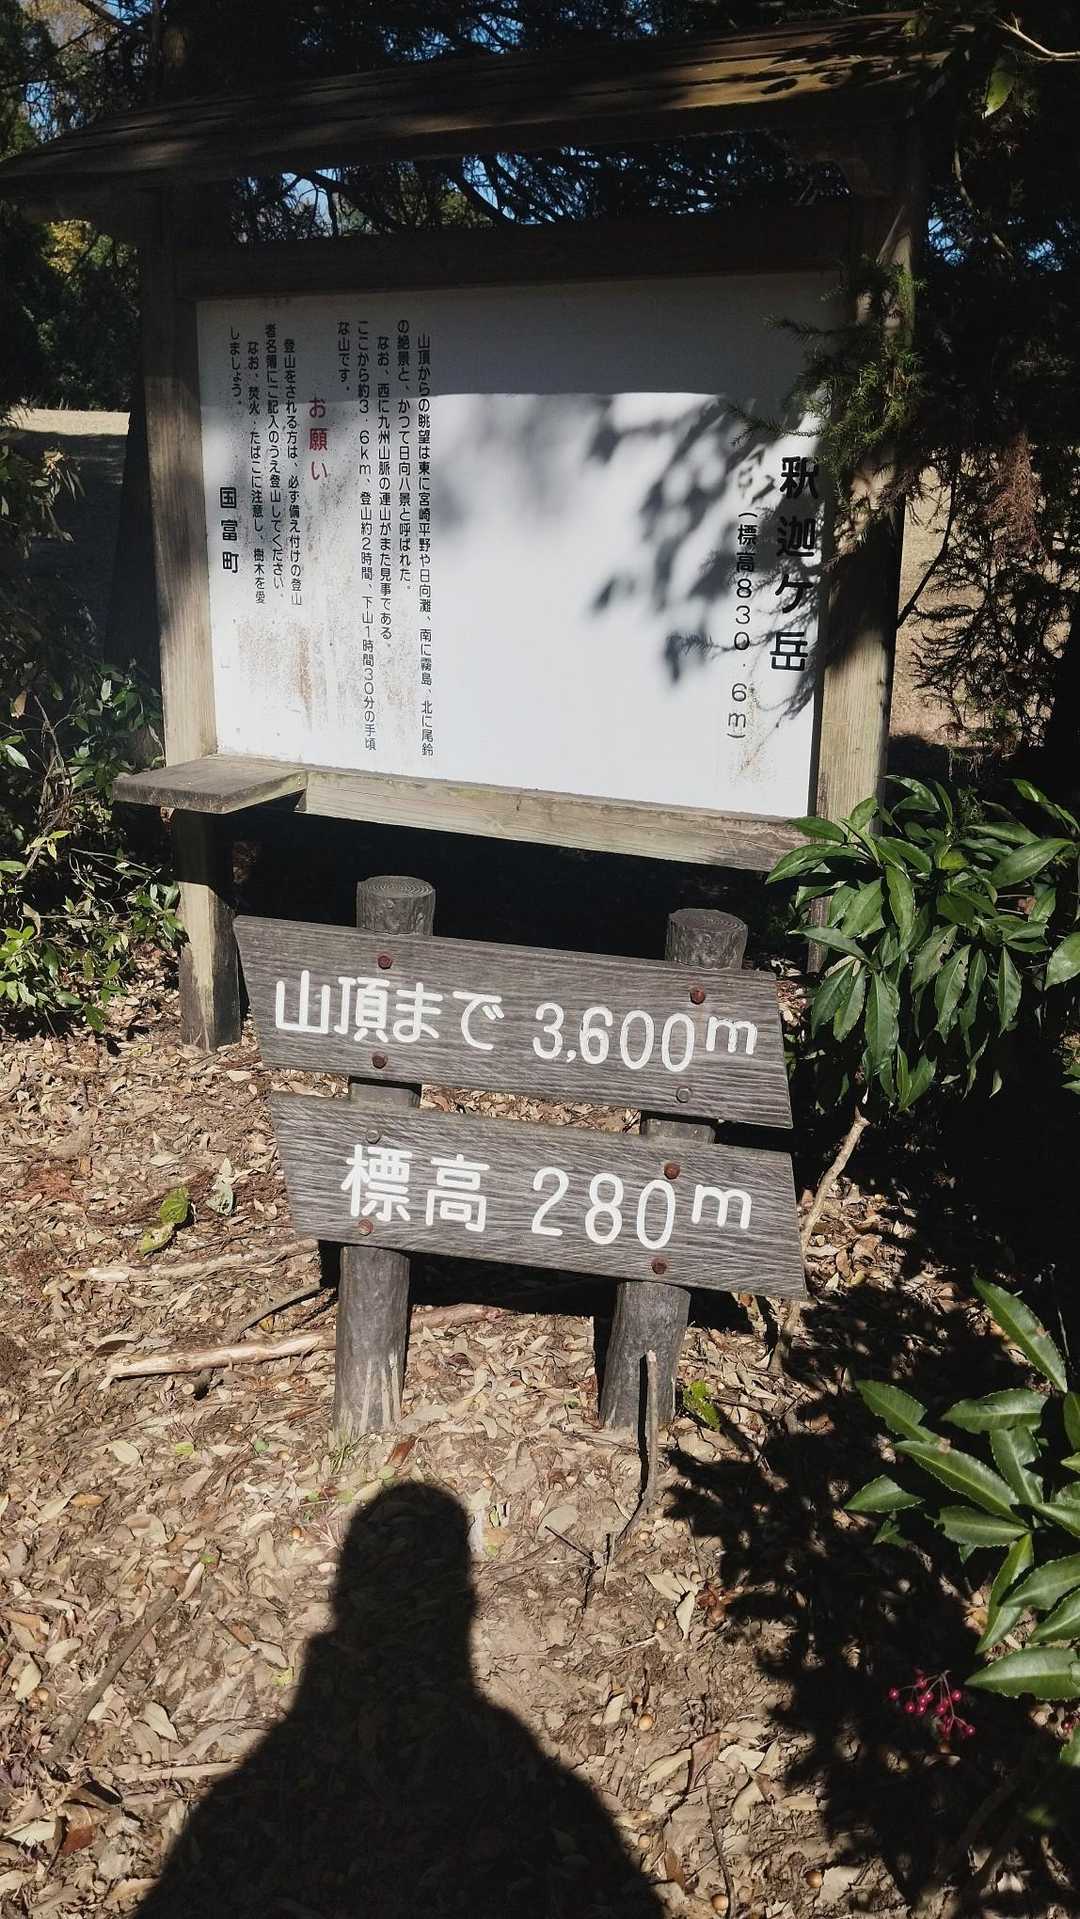 釈迦ケ岳
(標高830.6m)
山頂からの眺望は東に宮崎平野や日向灘、南に霧島、北に尾鈴
の絶景と、かつて日向八景と呼ばれた。
なお、西に九州山脈の連山がまた見事である。
ここから約3.6km、登山約2時間、下山1時間30分の手頃
な山です。
お願い
登山をされる方は、必ず備え付けの登山
者名簿にご記入のうえ登山してください。
なお、焚火・たばこに注意し、樹木を愛
しましょう。
国富町
山頂まで 3,600m
標高 280m